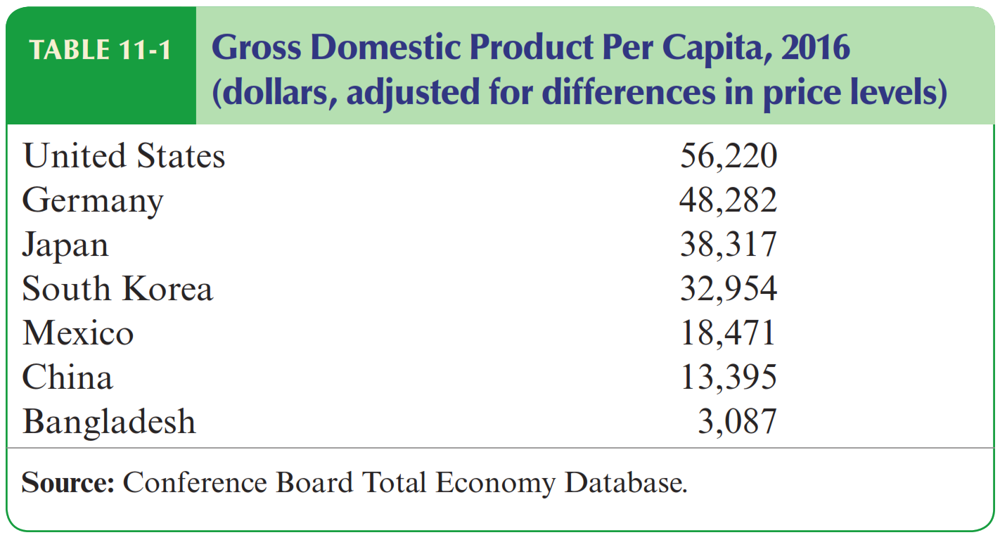 TABLE 11-1
Gross Domestic Product Per Capita, 2016
(dollars, adjusted for differences in price levels)
United States 56,220
Germany 48,282
Japan 38,317
South Korea 32,954
Mexico 18,471
China 13,395
Bangladesh 3,087
Source: Conference Board Total Economy Database.